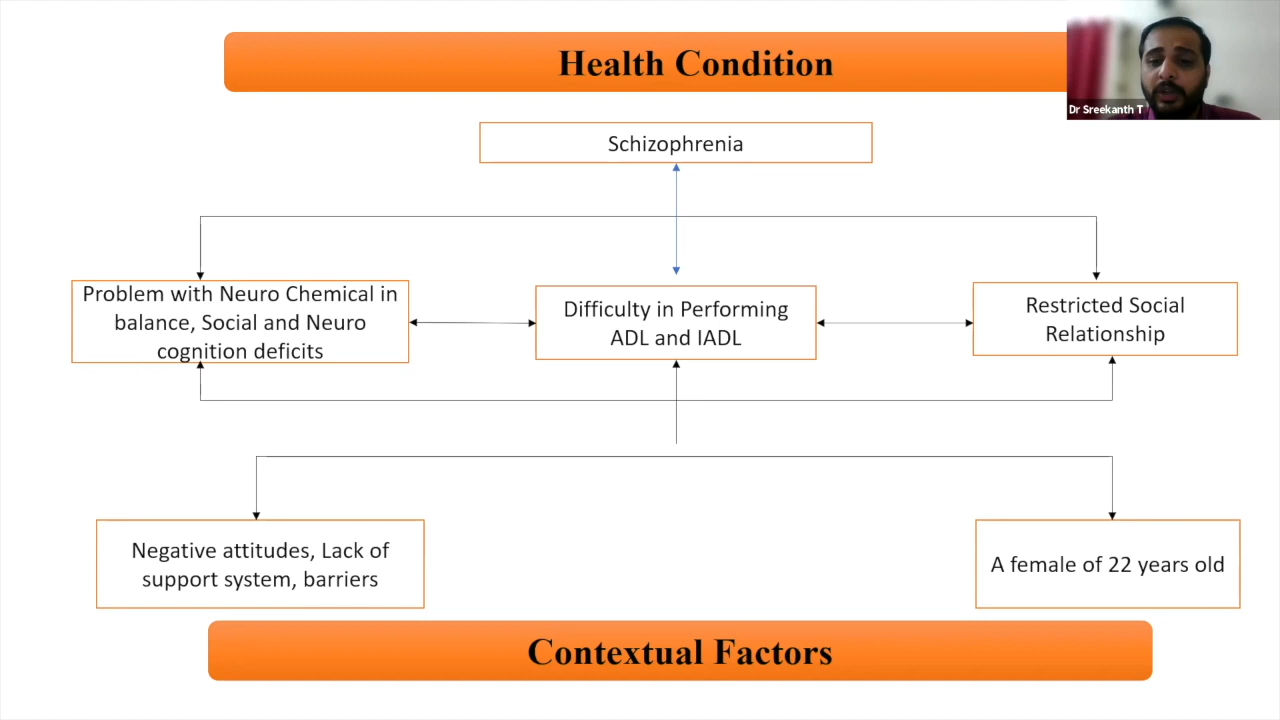 Health Condition
Dr Sreekanth T
Schizophrenia
Problem with Neuro Chemical in
balance, Social and Neuro
cognition deficits
Difficulty in Performing
ADL and IADL
Restricted Social
Relationship
Negative attitudes, Lack of
support system, barriers
A female of 22 years old
Contextual Factors